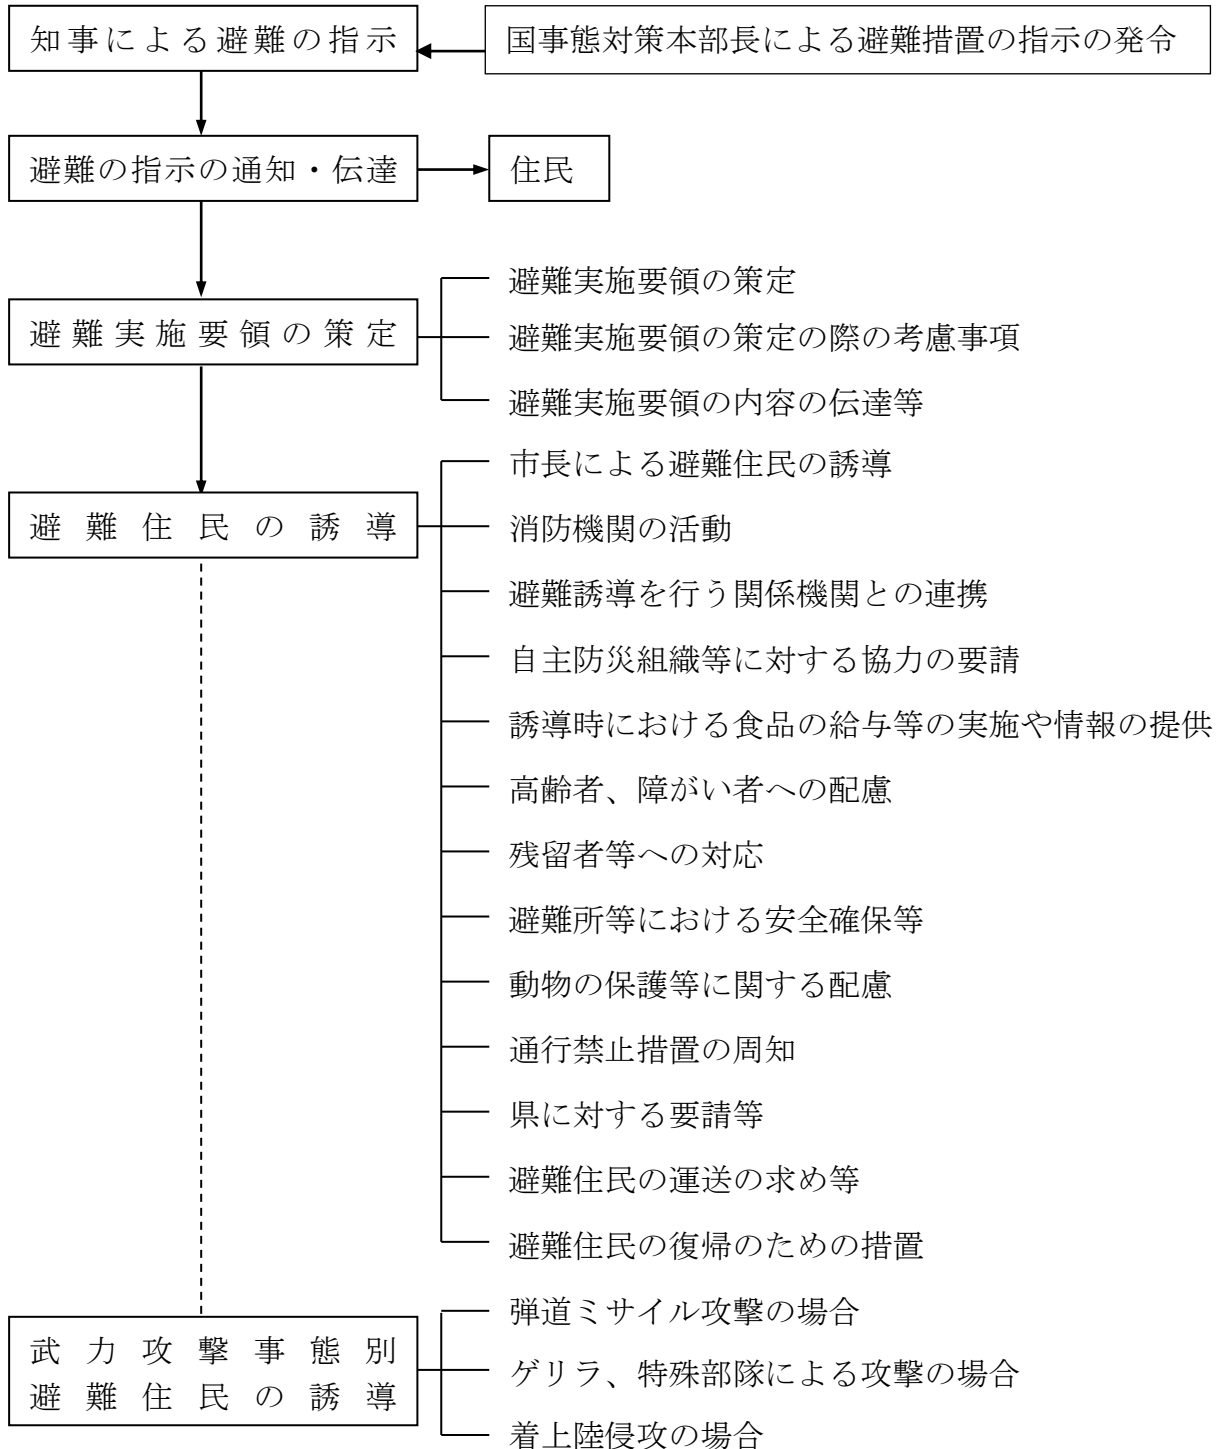 知事による避難の指示
国事態対策本部長による避難措置の指示の発令
避難の指示の通知・伝達
住民
避難実施要領の策定
避難実施要領の策定
避難実施要領の策定の際の考慮事項
避難実施要領の内容の伝達等
避難住民の誘導
市長による避難住民の誘導
消防機関の活動
避難誘導を行う関係機関との連携
自主防災組織等に対する協力の要請
誘導時における食品の給与等の実施や情報の提供
高齢者、障がい者への配慮
残留者等への対応
避難所等における安全確保等
動物の保護等に関する配慮
通行禁止措置の周知
県に対する要請等
避難住民の運送の求め等
避難住民の復帰のための措置
武力攻撃事態別
避難住民の誘導
弾道ミサイル攻撃の場合
ゲリラ、特殊部隊による攻撃の場合
着上陸侵攻の場合